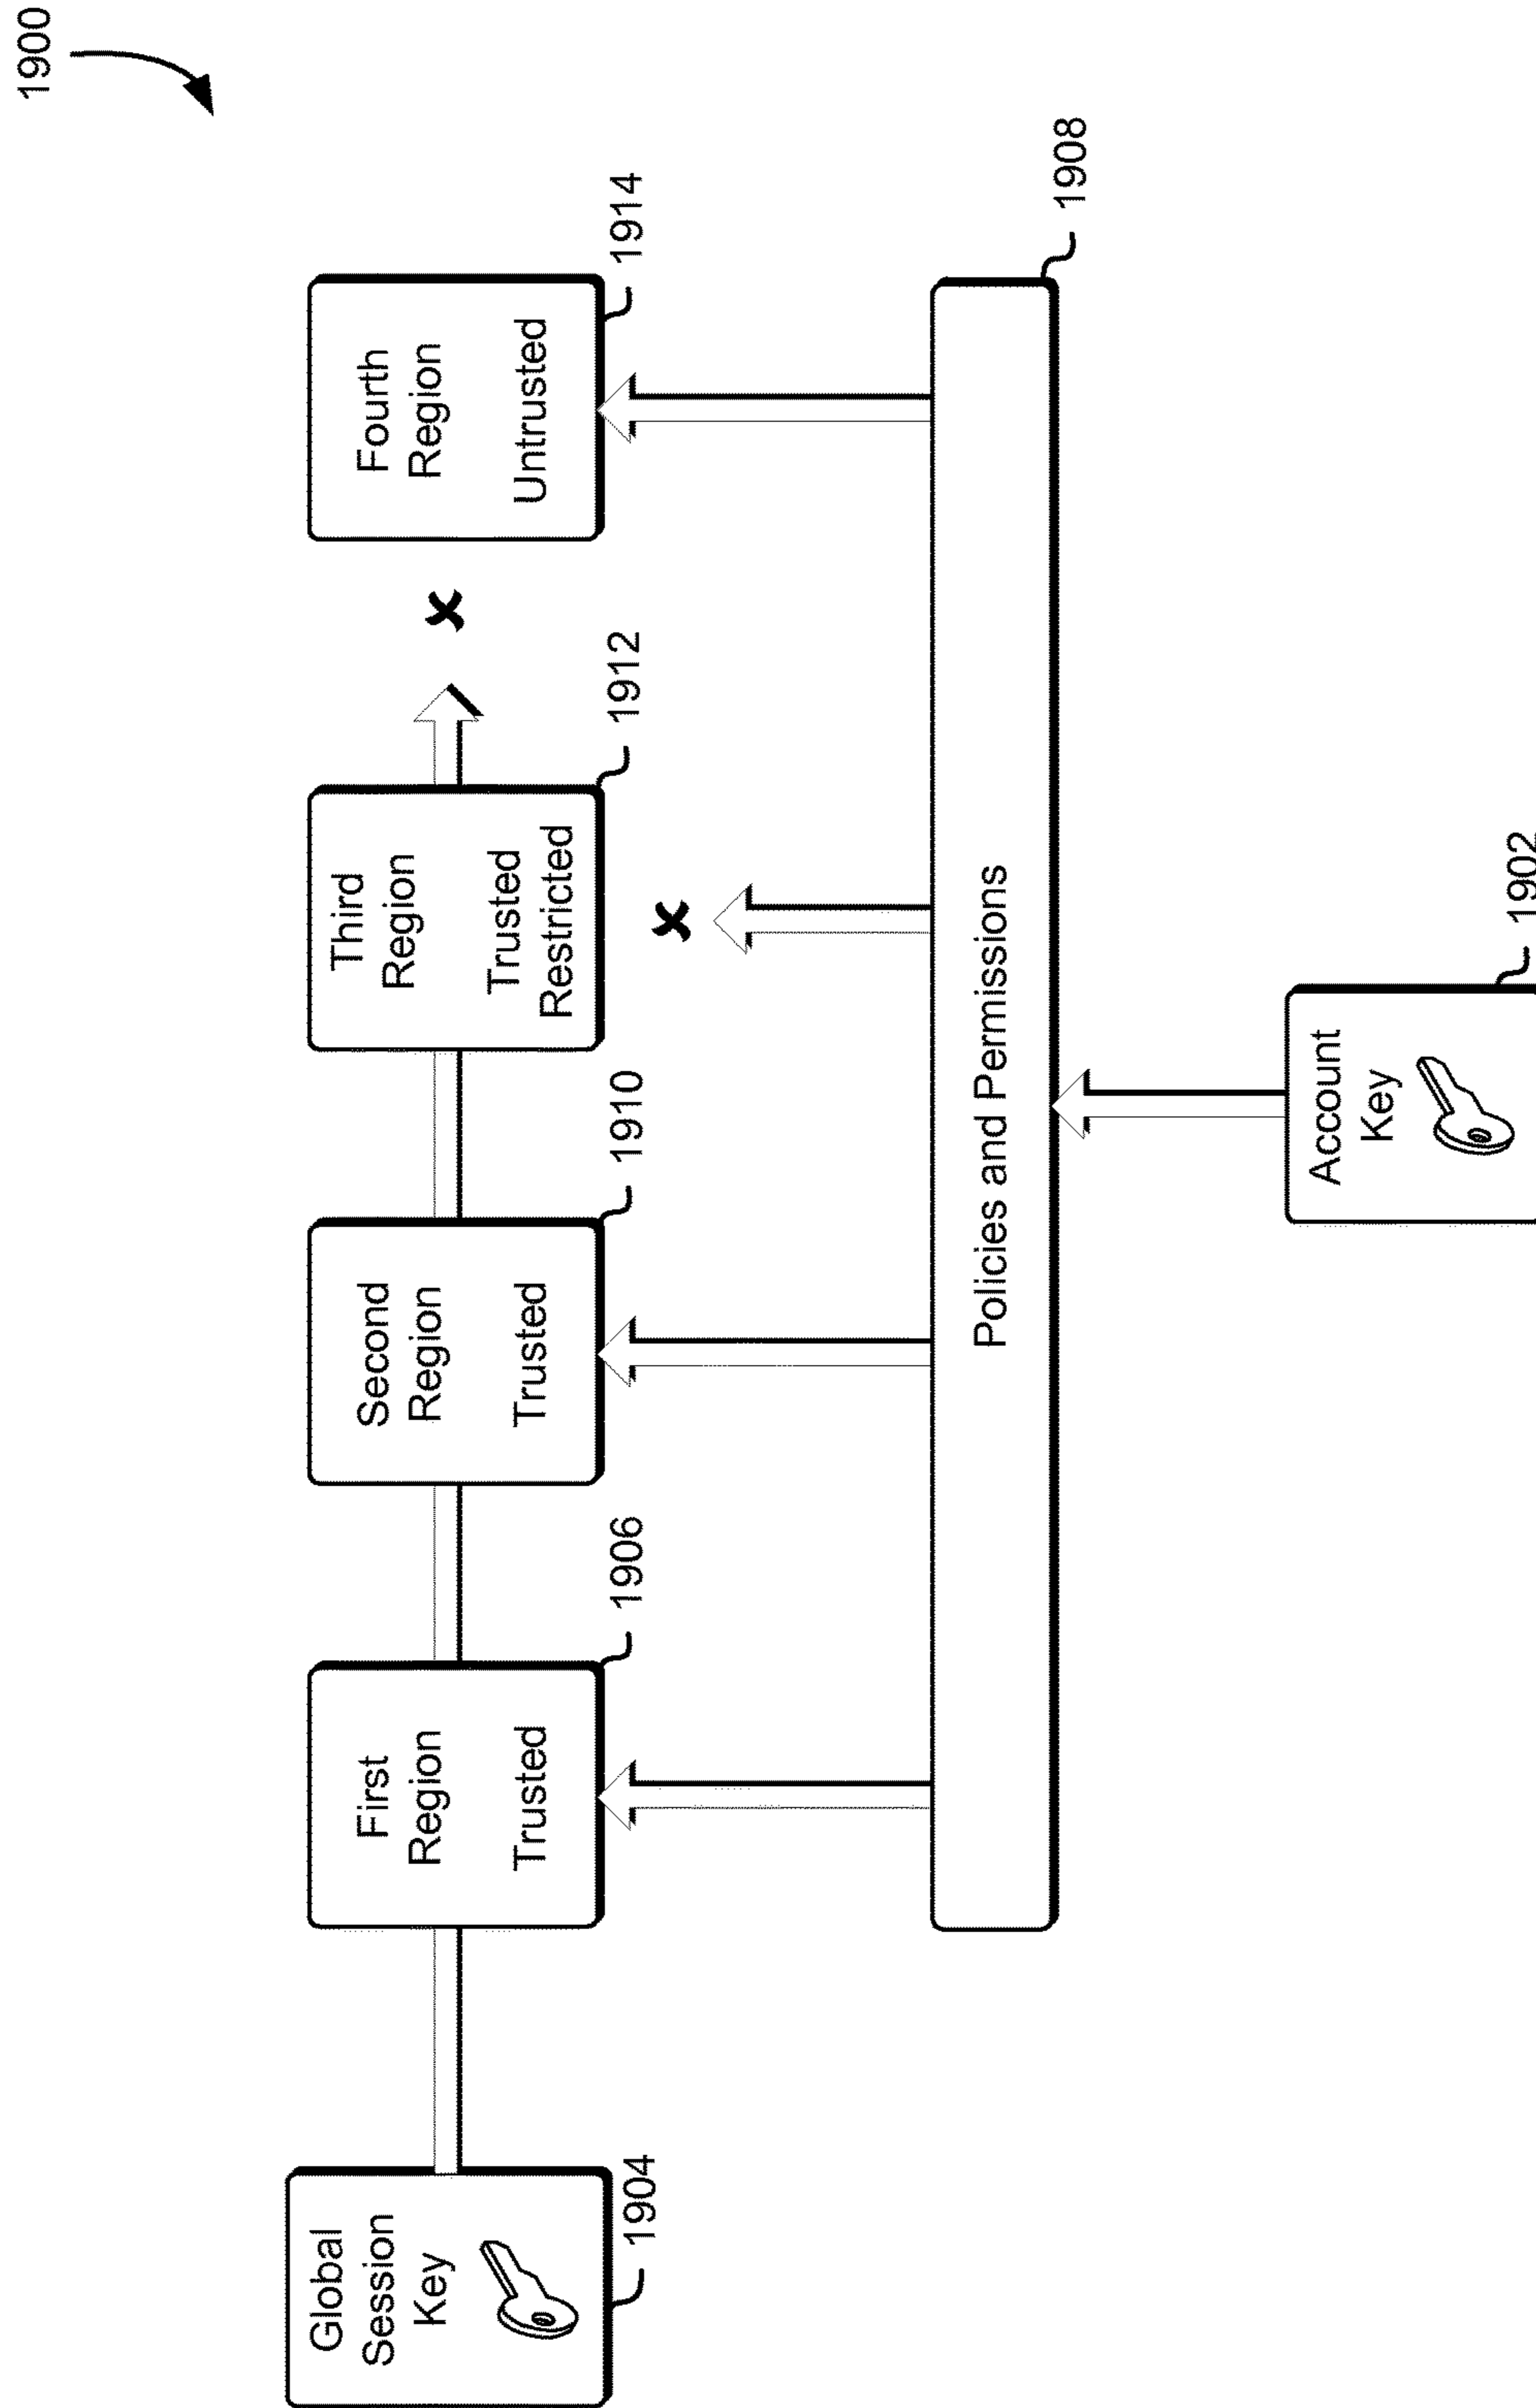 1900
Global
Session
Key
1904
First
Region
Trusted
1906
Second
Region
Trusted
1910
Third
Region
Trusted
Restricted
1912
Fourth
Region
Untrusted
1914
Policies and Permissions
1908
Account
Key
1902